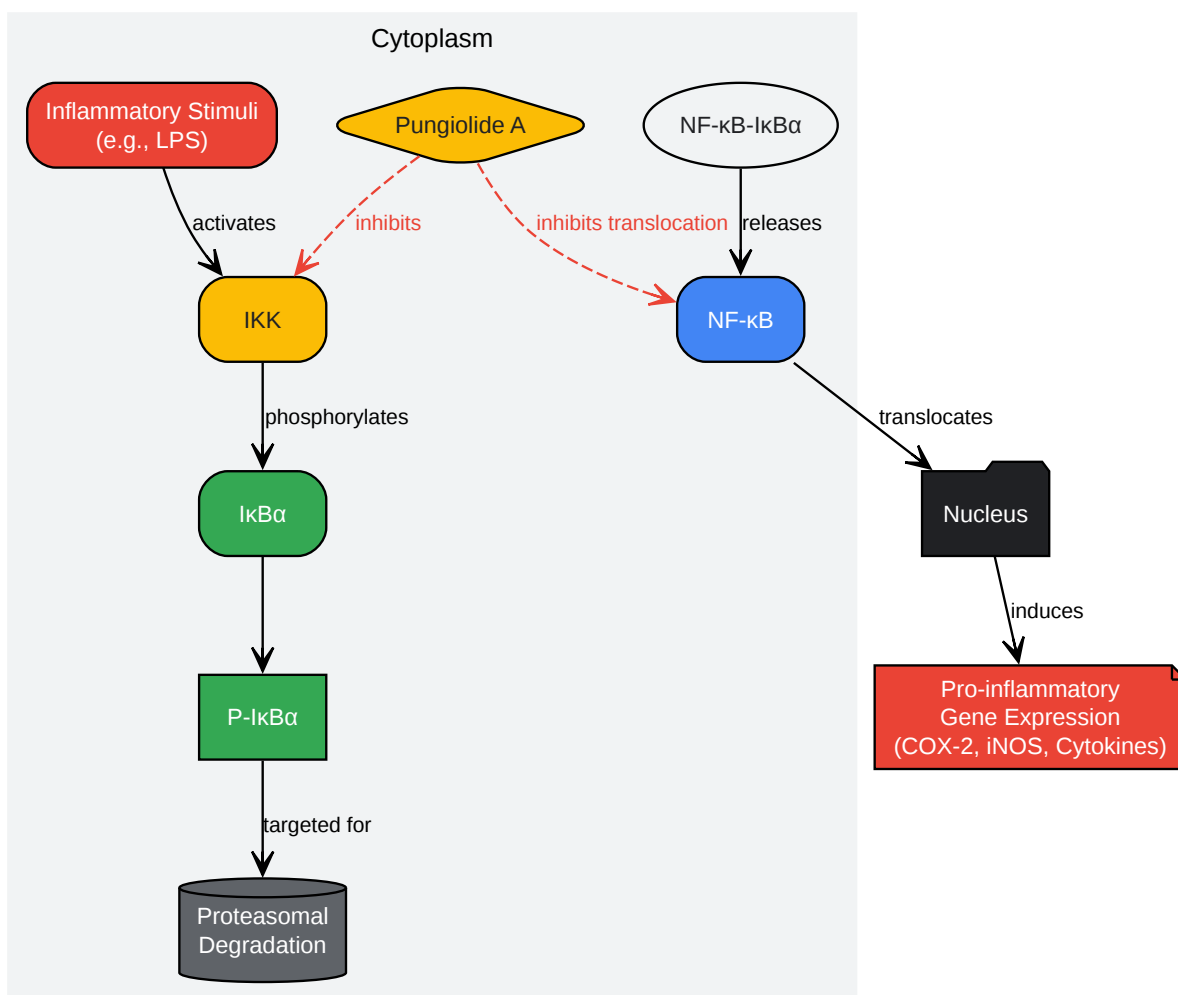 Cytoplasm
Inflammatory Stimuli
(e.g., LPS)
Pungiolide A
NF-κB-IκBα
activates
inhibits
inhibits translocation
releases
IKK
NF-κB
phosphorylates
translocates
IκBα
Nucleus
induces
P-IκBα
Pro-inflammatory
Gene Expression
(COX-2, iNOS, Cytokines)
targeted for
Proteasomal
Degradation